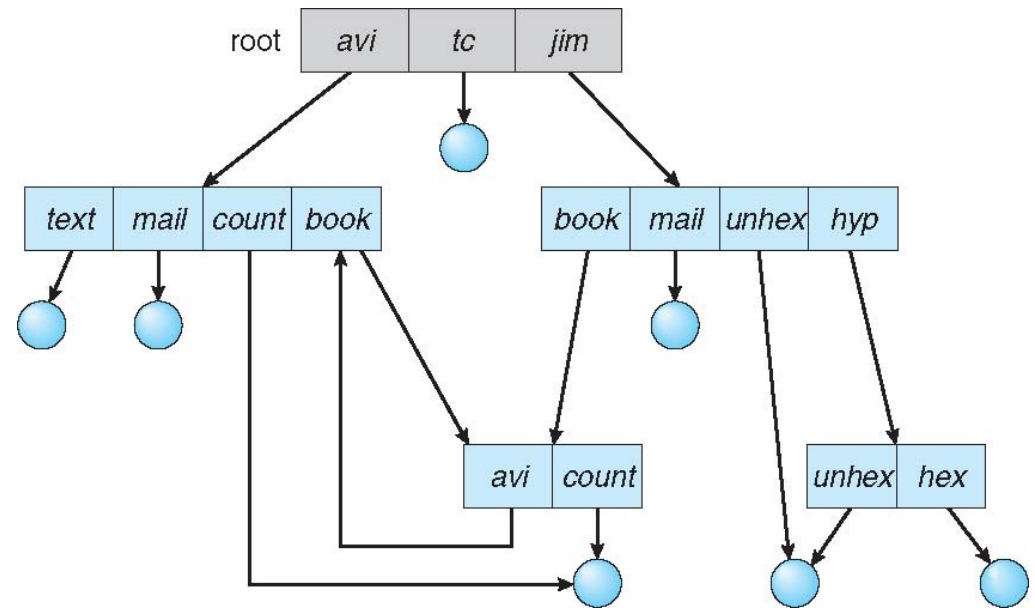 root avi tc jim
text mail count book book mail unhex hyp
avi count unhex hex